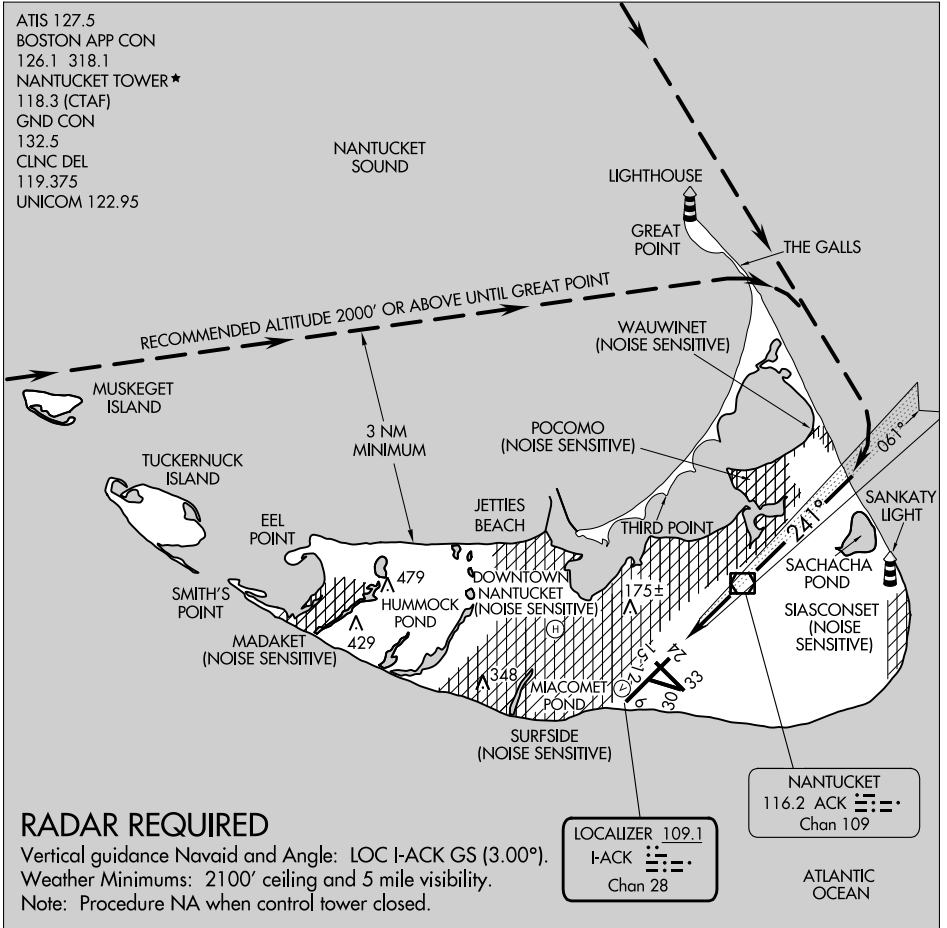 ATIS 127.5
BOSTON APP CON
126.1 318.1
NANTUCKET TOWER★
118.3 (CTAF)
GND CON
132.5
CLNC DEL
119.375
UNICOM 122.95
NANTUCKET
SOUND
LIGHTHOUSE
GREAT
POINT
THE GALLS
RECOMMENDED ALTITUDE 2000' OR ABOVE UNTIL GREAT POINT
WAUWINET
(NOISE SENSITIVE)
MUSKEGET
ISLAND
3 NM
MINIMUM
POCOMO
(NOISE SENSITIVE)
061°
TUCKERNUCK
ISLAND
JETTIES
BEACH
EEL
POINT
THIRD POINT
241°
SANKATY
LIGHT
SACHACHA
POND
SMITH'S
POINT
479
HUMMOCK
POND
DOWNTOWN
NANTUCKET
(NOISE SENSITIVE)
175±
H
SIASCONSET
(NOISE
SENSITIVE)
MADAKET
(NOISE SENSITIVE)
429
348
MIACOMET
POND
15-12
24
6
30
33
SURFSIDE
(NOISE SENSITIVE)
NANTUCKET
116.2 ACK
Chan 109
LOCALIZER 109.1
I-ACK
Chan 28
ATLANTIC
OCEAN
RADAR REQUIRED
Vertical guidance Navaid and Angle: LOC I-ACK GS (3.00°).
Weather Minimums: 2100' ceiling and 5 mile visibility.
Note: Procedure NA when control tower closed.